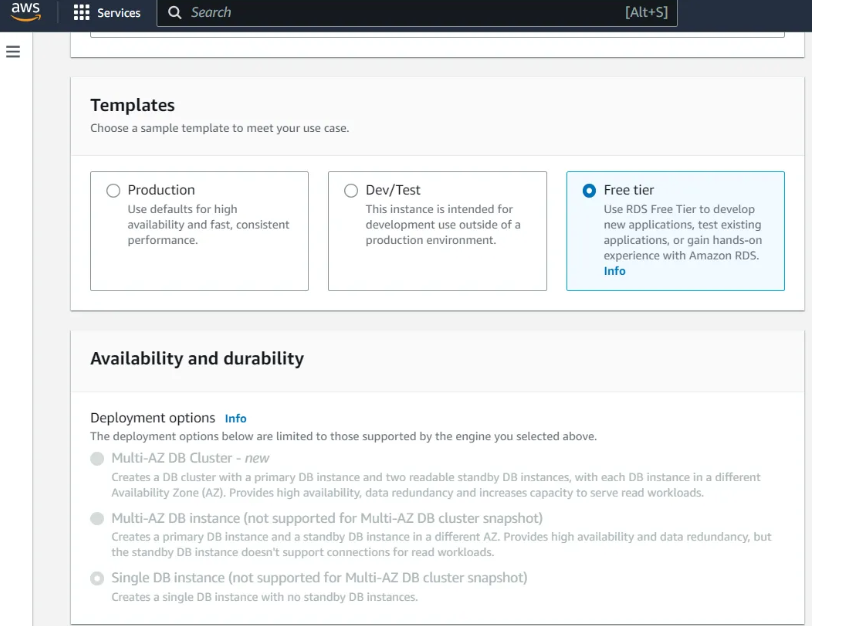 aws
Services
Search
[Alt+S]
Templates
Choose a sample template to meet your use case.
Production
Use defaults for high
availability and fast, consistent
performance.
Dev/Test
This instance is intended for
development use outside of a
production environment.
Free tier
Use RDS Free Tier to develop
new applications, test existing
applications, or gain hands-on
experience with Amazon RDS.
Info
Availability and durability
Deployment options Info
The deployment options below are limited to those supported by the engine you selected above.
Multi-AZ DB Cluster - new
Creates a DB cluster with a primary DB instance and two readable standby DB instances, with each DB instance in a different
Availability Zone (AZ). Provides high availability, data redundancy and increases capacity to serve read workloads.
Multi-AZ DB instance (not supported for Multi-AZ DB cluster snapshot)
Creates a primary DB instance and a standby DB instance in a different AZ. Provides high availability and data redundancy, but
the standby DB instance doesn't support connections for read workloads.
Single DB instance (not supported for Multi-AZ DB cluster snapshot)
Creates a single DB instance with no standby DB instances.